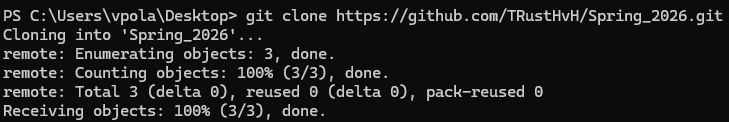 PS C:\Users\vpola\Desktop> git clone https://github.com/TRustHvH/Spring_2026.git
Cloning into 'Spring_2026'...
remote: Enumerating objects: 3, done.
remote: Counting objects: 100% (3/3), done.
remote: Total 3 (delta 0), reused 0 (delta 0), pack-reused 0
Receiving objects: 100% (3/3), done.